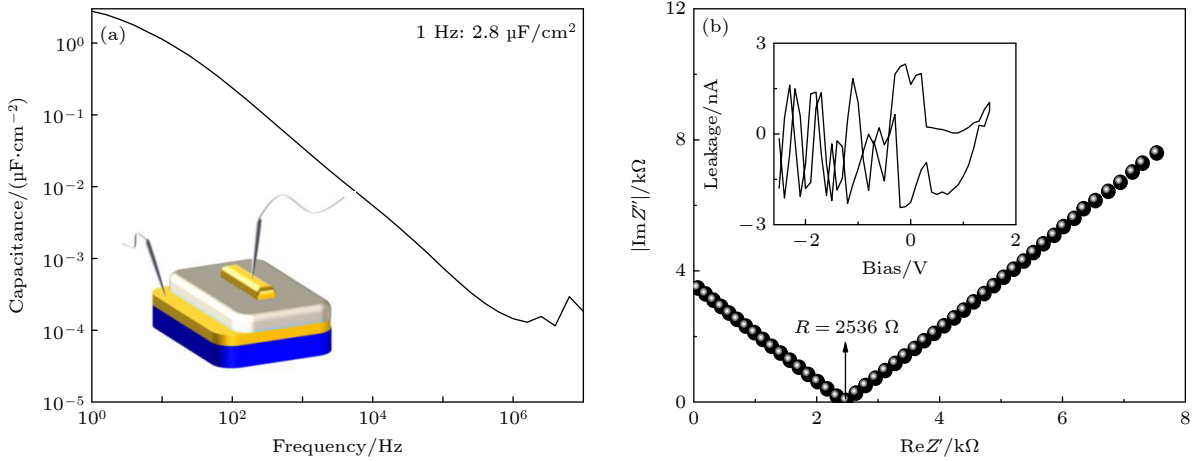 (a)
1 Hz: 2.8 µF/cm²
10⁰
10⁻¹
10⁻²
10⁻³
10⁻⁴
10⁻⁵
Capacitance/(µF·cm⁻²)
10⁰
10²
10⁴
10⁶
Frequency/Hz
(b)
12
8
4
0
|ImZ″|/kΩ
3
0
−3
Leakage/nA
−2
0
2
Bias/V
R = 2536 Ω
0
2
4
6
8
ReZ′/kΩ